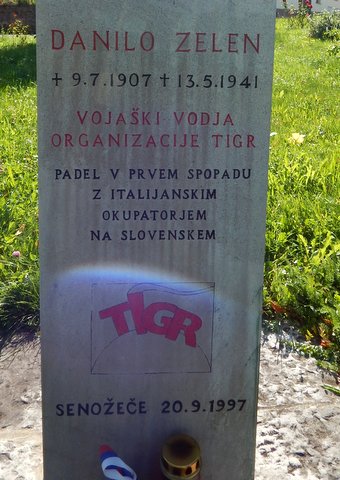 DANILO ZELEN
+ 9.7.1907 + 13.5.1941
VOJAŠKI VODJA
ORGANIZACIJE TIGR
PADEL V PRVEM SPOPADU
Z ITALIJANSKIM
OKUPATORJEM
NA SLOVENSKEM
TIGR
SENOŽEČE 20.9.1997